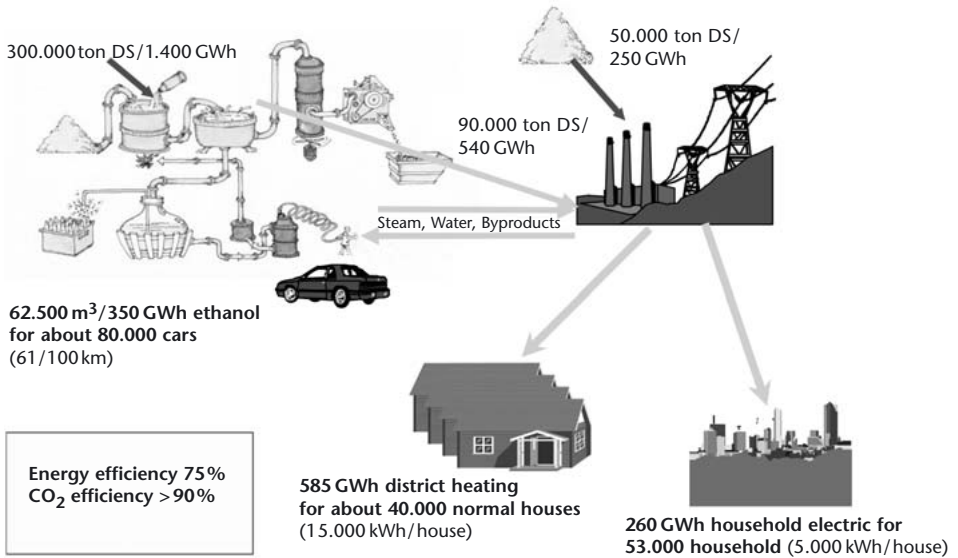 300.000 ton DS/1.400 GWh
50.000 ton DS/
250 GWh
90.000 ton DS/
540 GWh
Steam, Water, Byproducts
62.500 m³/350 GWh ethanol
for about 80.000 cars
(61/100 km)
Energy efficiency 75%
CO₂ efficiency >90%
585 GWh district heating
for about 40.000 normal houses
(15.000 kWh/house)
260 GWh household electric for
53.000 household (5.000 kWh/house)